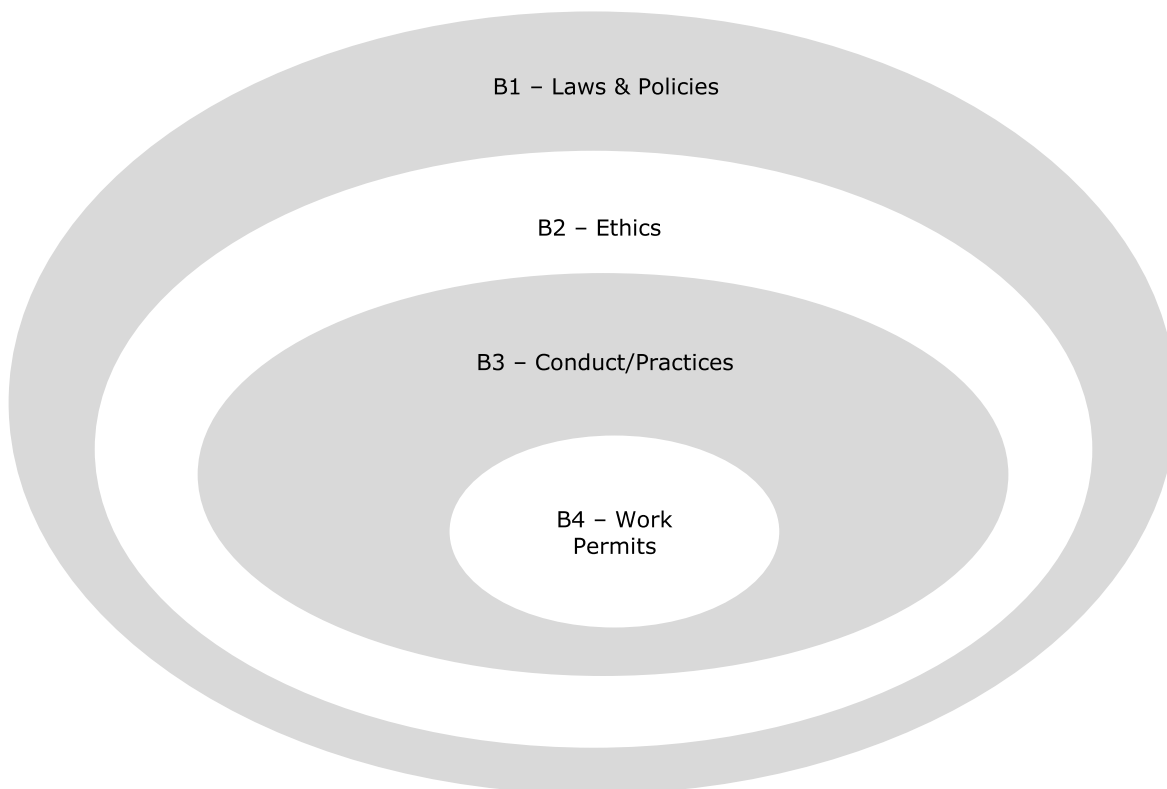 B1 – Laws & Policies
B2 – Ethics
B3 – Conduct/Practices
B4 – Work
Permits